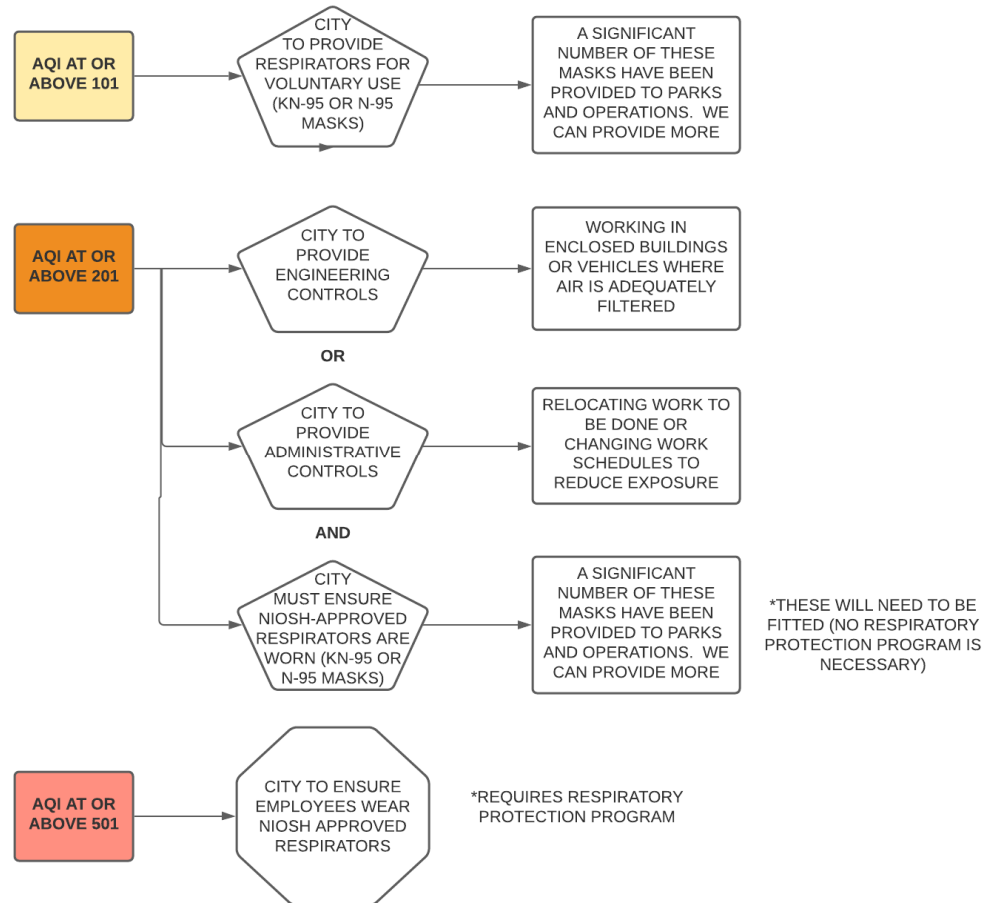 AQI AT OR
ABOVE 101
CITY
TO PROVIDE
RESPIRATORS FOR
VOLUNTARY USE
(KN-95 OR N-95
MASKS)
A SIGNIFICANT
NUMBER OF THESE
MASKS HAVE BEEN
PROVIDED TO PARKS
AND OPERATIONS.  WE
CAN PROVIDE MORE
AQI AT OR
ABOVE 201
CITY TO
PROVIDE
ENGINEERING
CONTROLS
WORKING IN
ENCLOSED BUILDINGS
OR VEHICLES WHERE
AIR IS ADEQUATELY
FILTERED
OR
CITY TO
PROVIDE
ADMINISTRATIVE
CONTROLS
RELOCATING WORK TO
BE DONE OR
CHANGING WORK
SCHEDULES TO
REDUCE EXPOSURE
AND
CITY
MUST ENSURE
NIOSH-APPROVED
RESPIRATORS ARE
WORN (KN-95 OR
N-95 MASKS)
A SIGNIFICANT
NUMBER OF THESE
MASKS HAVE BEEN
PROVIDED TO PARKS
AND OPERATIONS.  WE
CAN PROVIDE MORE
*THESE WILL NEED TO BE
FITTED (NO RESPIRATORY
PROTECTION PROGRAM IS
NECESSARY)
AQI AT OR
ABOVE 501
CITY TO ENSURE
EMPLOYEES WEAR
NIOSH APPROVED
RESPIRATORS
*REQUIRES RESPIRATORY
PROTECTION PROGRAM